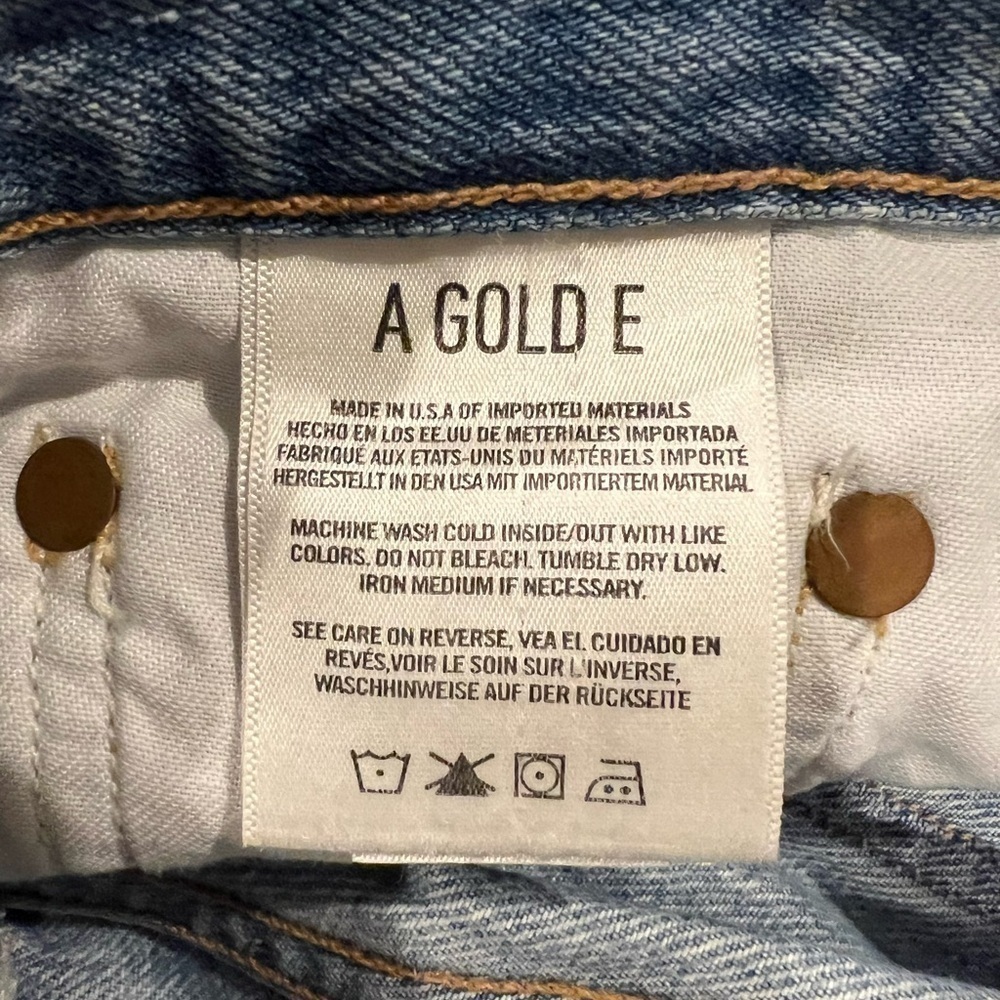 A GOLD E
MADE IN U.S.A OF IMPORTED MATERIALS
HECHO EN LOS EE.UU DE METERIALES IMPORTADA
FABRIQUE AUX ETATS-UNIS DU MATÉRIELS IMPORTÉ
HERGESTELLT IN DEN USA MIT IMPORTIERTEM MATERIAL
MACHINE WASH COLD INSIDE/OUT WITH LIKE
COLORS. DO NOT BLEACH. TUMBLE DRY LOW.
IRON MEDIUM IF NECESSARY.
SEE CARE ON REVERSE, VEA EL CUIDADO EN
REVÉS,VOIR LE SOIN SUR L'INVERSE,
WASCHHINWEISE AUF DER RÜCKSEITE